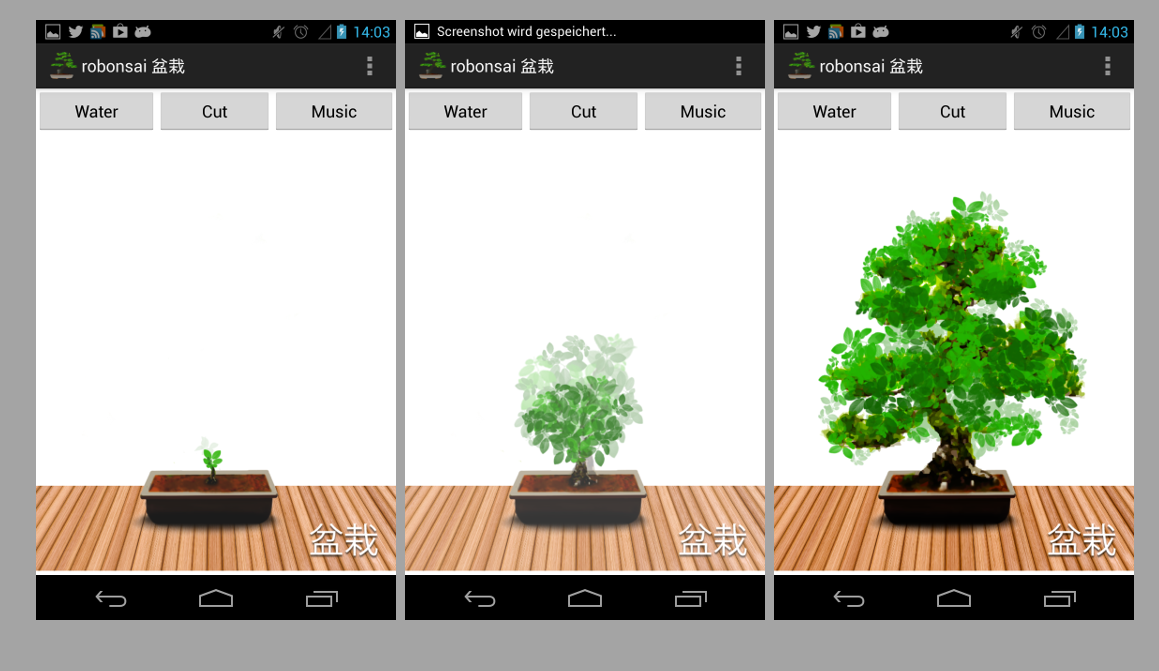 14:03
robonsai 盆栽
Water Cut Music
盆栽
Screenshot wird gespeichert...
robonsai 盆栽
Water Cut Music
盆栽
14:03
robonsai 盆栽
Water Cut Music
盆栽